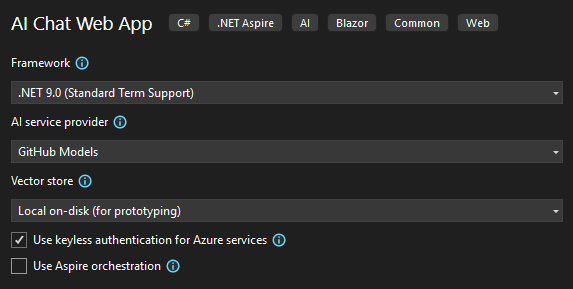 AI Chat Web App C# .NET Aspire AI Blazor Common Web
Framework
.NET 9.0 (Standard Term Support)
AI service provider
GitHub Models
Vector store
Local on-disk (for prototyping)
Use keyless authentication for Azure services
Use Aspire orchestration